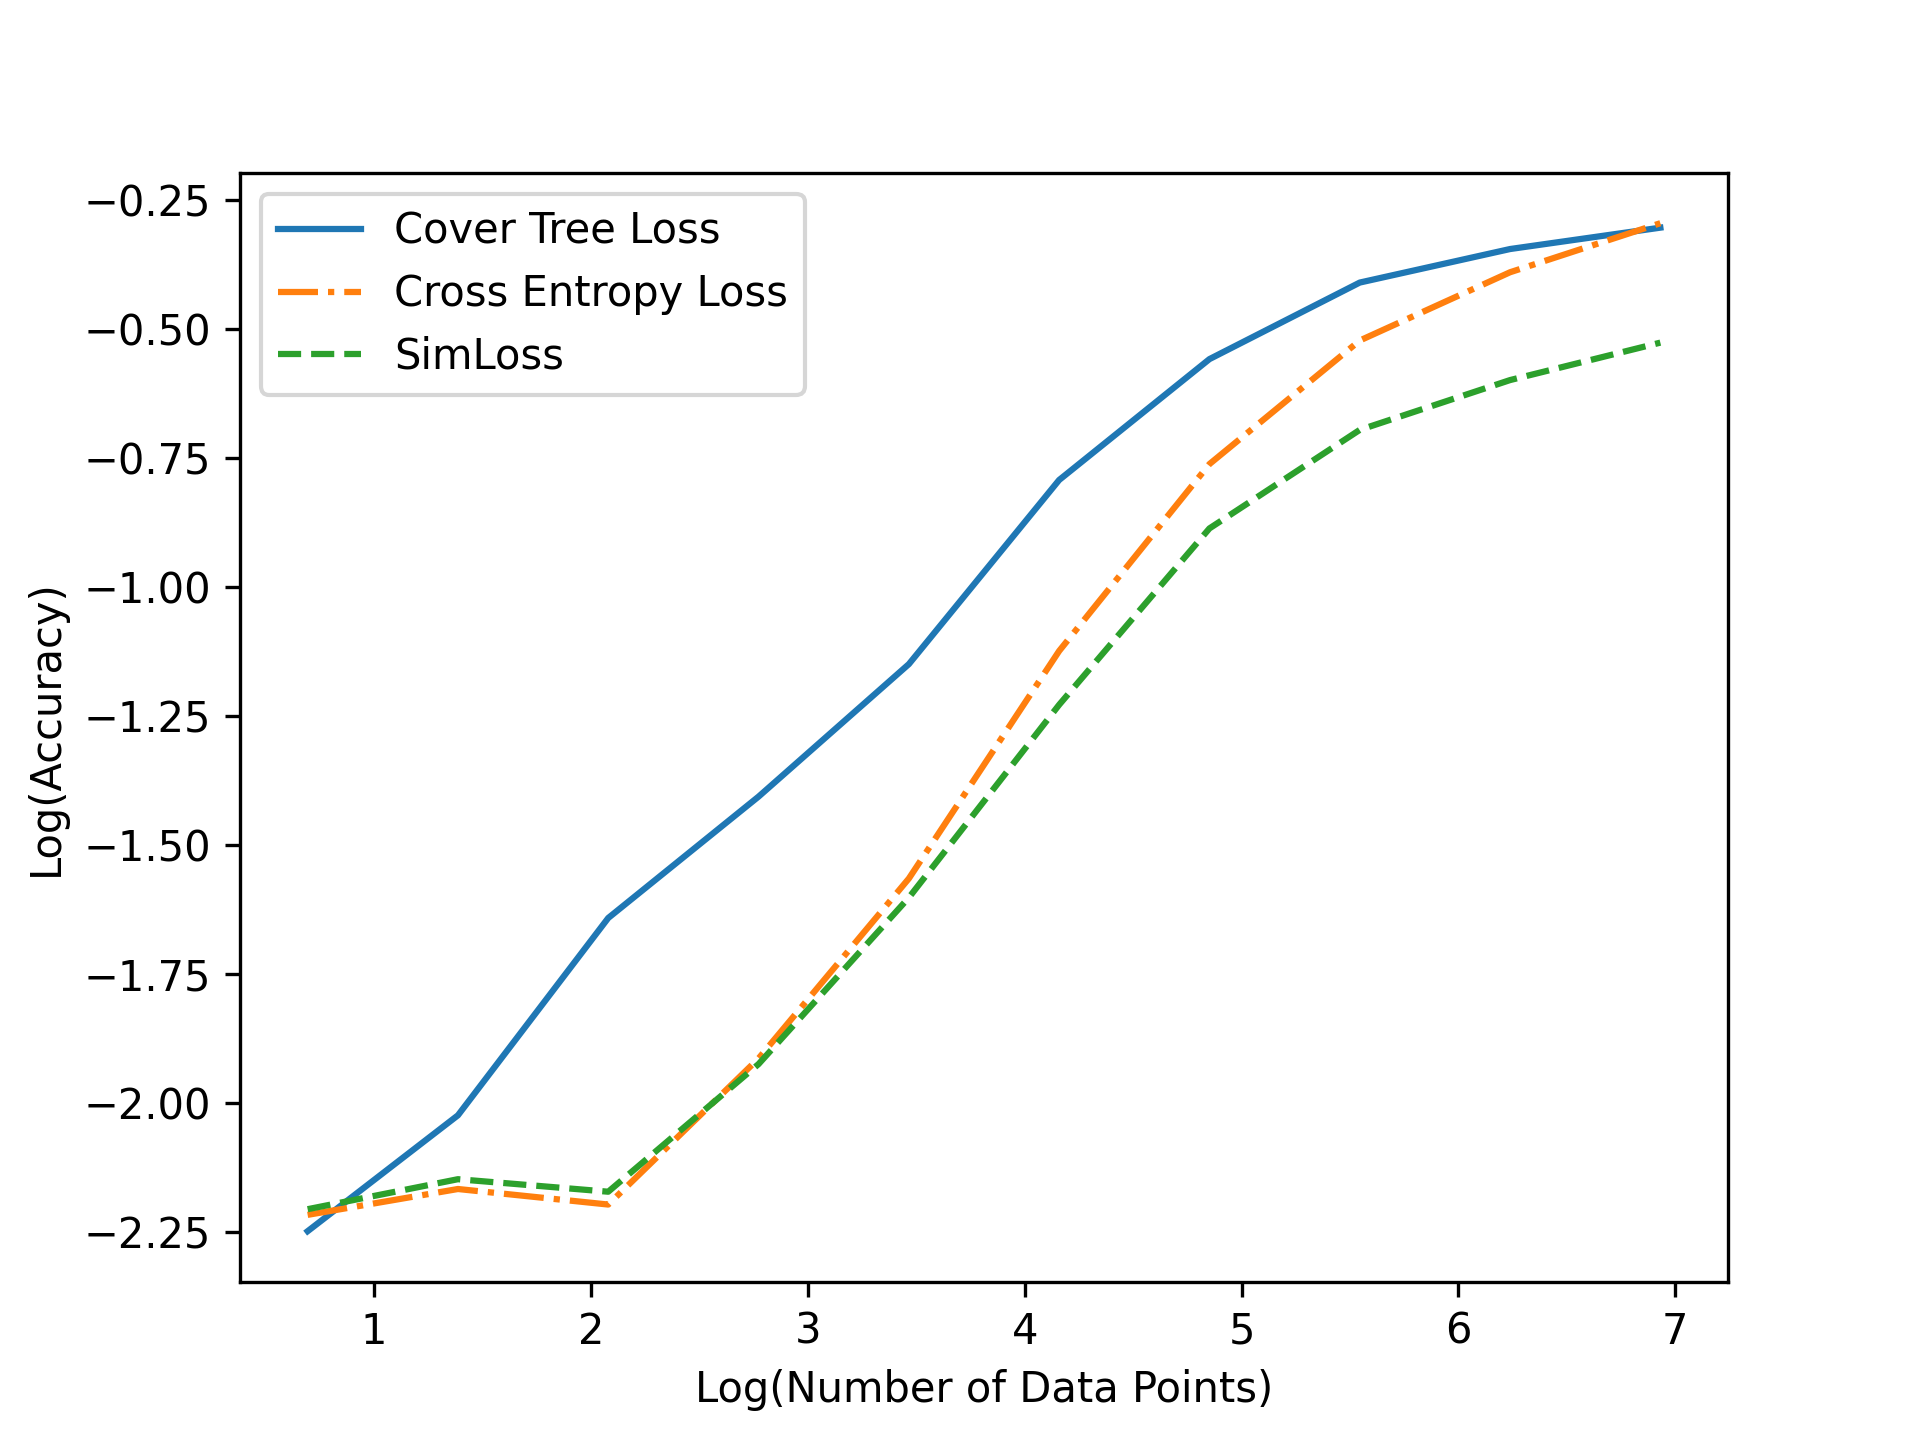 −0.25
−0.50
−0.75
−1.00
−1.25
−1.50
−1.75
−2.00
−2.25
Log(Accuracy)
Cover Tree Loss
Cross Entropy Loss
SimLoss
1 2 3 4 5 6 7
Log(Number of Data Points)